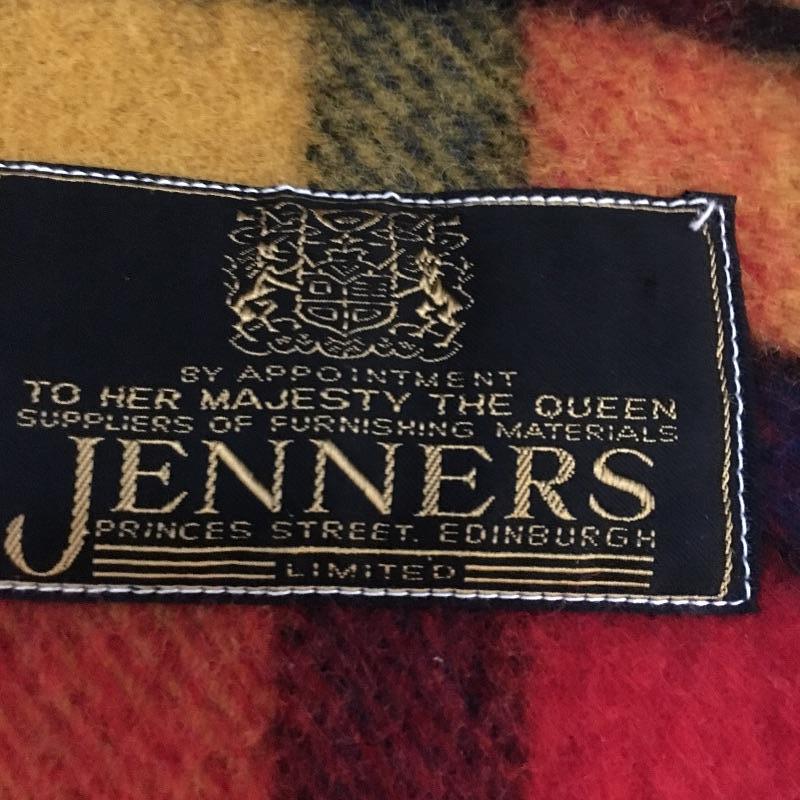 BY APPOINTMENT
TO HER MAJESTY THE QUEEN
SUPPLIERS OF FURNISHING MATERIALS
JENNERS
PRINCES STREET. EDINBURGH
LIMITED